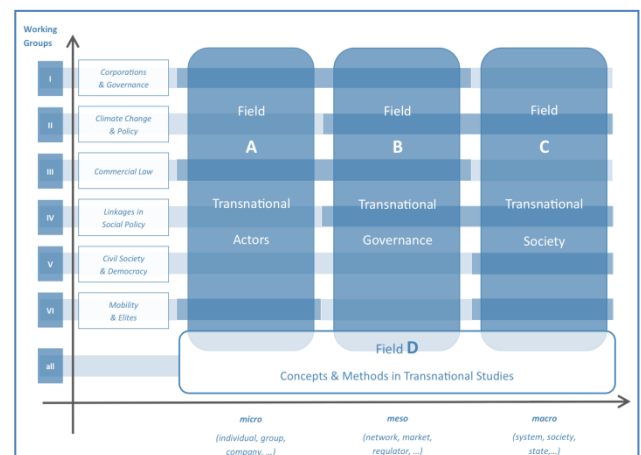 Working
Groups
I
Corporations
& Governance
II
Climate Change
& Policy
III
Commercial Law
IV
Linkages in
Social Policy
V
Civil Society
& Democracy
VI
Mobility
& Elites
all
Field
A
Transnational
Actors
Field
B
Transnational
Governance
Field
C
Transnational
Society
Field D
Concepts & Methods in Transnational Studies
micro
(individual, group,
company, ...)
meso
(network, market,
regulator, ...)
macro
(system, society,
state,...)